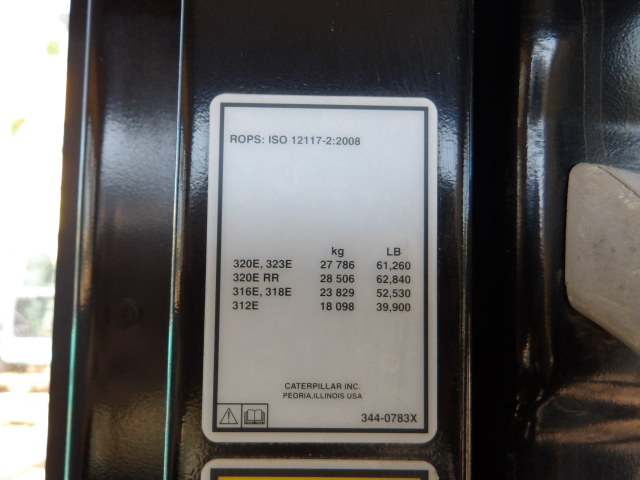 ROPS: ISO 12117-2:2008
kg LB
320E, 323E 27 786 61,260
320E RR 28 506 62,840
316E, 318E 23 829 52,530
312E 18 098 39,900
CATERPILLAR INC.
PEORIA,ILLINOIS USA
344-0783X